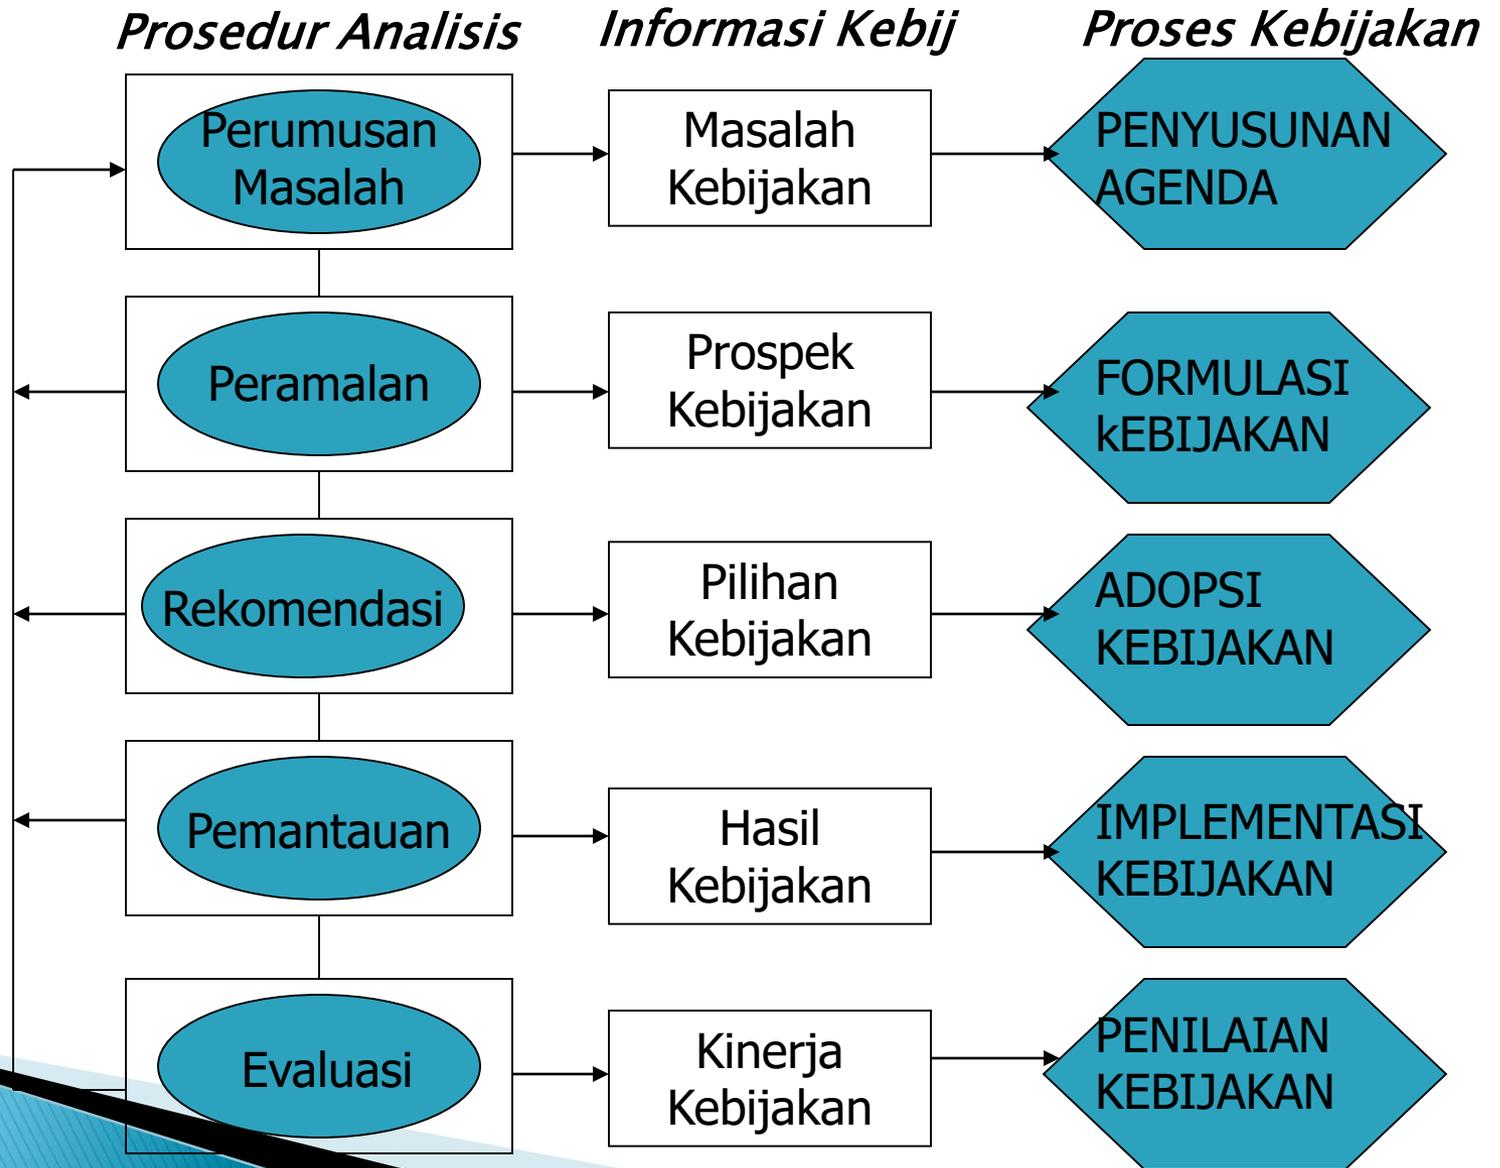 Prosedur Analisis
Informasi Kebij
Proses Kebijakan
Perumusan
Masalah
Masalah
Kebijakan
PENYUSUNAN
AGENDA
Peramalan
Prospek
Kebijakan
FORMULASI
kEBIJAKAN
Rekomendasi
Pilihan
Kebijakan
ADOPSI
KEBIJAKAN
Pemantauan
Hasil
Kebijakan
IMPLEMENTASI
KEBIJAKAN
Evaluasi
Kinerja
Kebijakan
PENILAIAN
KEBIJAKAN